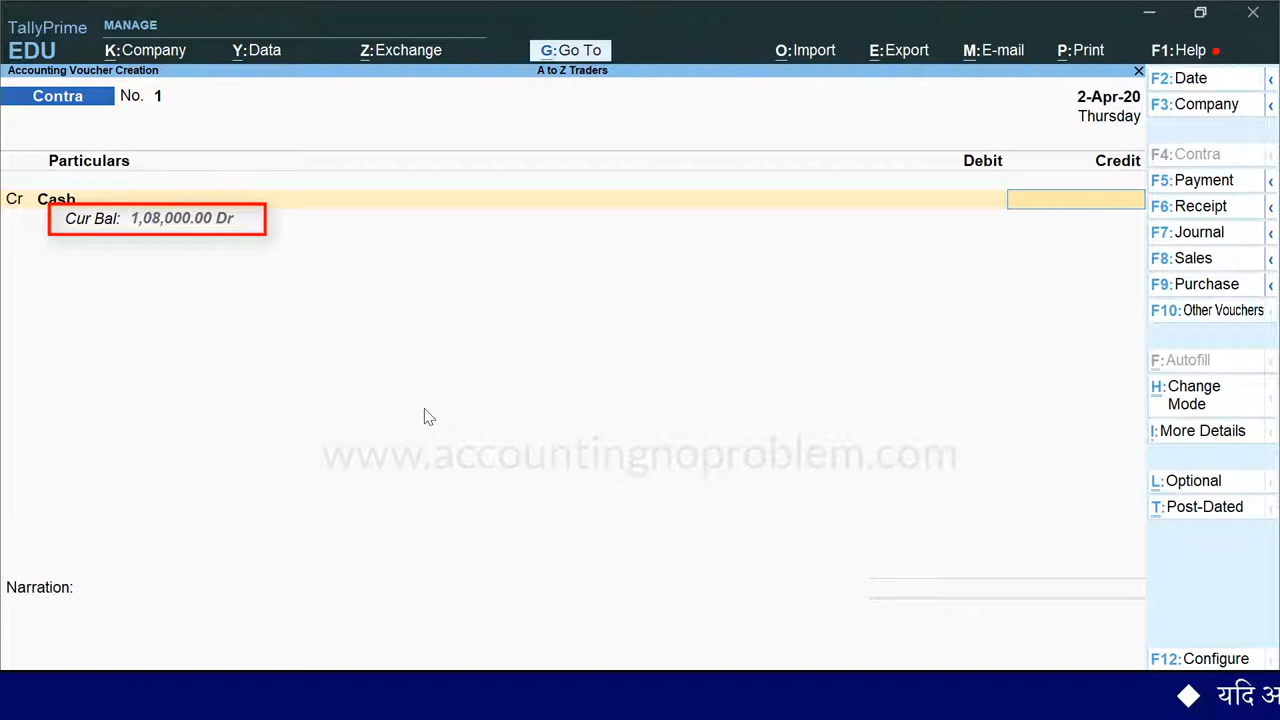 TallyPrime MANAGE
EDU K:Company Y:Data Z:Exchange G:Go To O:Import E:Export M:E-mail P:Print F1:Help
Accounting Voucher Creation A to Z Traders
Contra No. 1 2-Apr-20
Thursday
Particulars Debit Credit
Cr Cash
Cur Bal: 1,08,000.00 Dr
www.accountingnoproblem.com
Narration:
F2:Date
F3:Company
F4:Contra
F5:Payment
F6:Receipt
F7:Journal
F8:Sales
F9:Purchase
F10:Other Vouchers
F:Autofill
H:Change
Mode
I:More Details
L:Optional
T:Post-Dated
F12:Configure
यदि